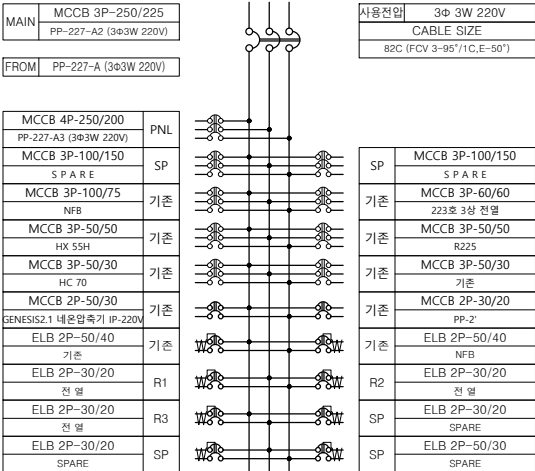 MAIN
MCCB 3P-250/225
PP-227-A2 (3Φ3W 220V)
FROM
PP-227-A (3Φ3W 220V)
사용전압
3Φ 3W 220V
CABLE SIZE
82C (FCV 3-95°/1C,E-50°)
MCCB 4P-250/200
PP-227-A3 (3Φ3W 220V)
PNL
MCCB 3P-100/150
SPARE
SP
MCCB 3P-100/75
NFB
기존
MCCB 3P-50/50
HX 55H
기존
MCCB 3P-50/30
HC 70
기존
MCCB 2P-50/30
GENESIS2.1 네온압축기 IP-220V
기존
ELB 2P-50/40
기존
기존
ELB 2P-30/20
전 열
R1
ELB 2P-30/20
전 열
R3
ELB 2P-30/20
SPARE
SP
SP
MCCB 3P-100/150
SPARE
기존
MCCB 3P-60/60
223호 3상 전열
기존
MCCB 3P-50/50
R225
기존
MCCB 3P-50/30
기존
기존
MCCB 2P-30/20
PP-2'
기존
ELB 2P-50/40
NFB
R2
ELB 2P-30/20
전 열
SP
ELB 2P-30/20
SPARE
SP
ELB 2P-50/30
SPARE